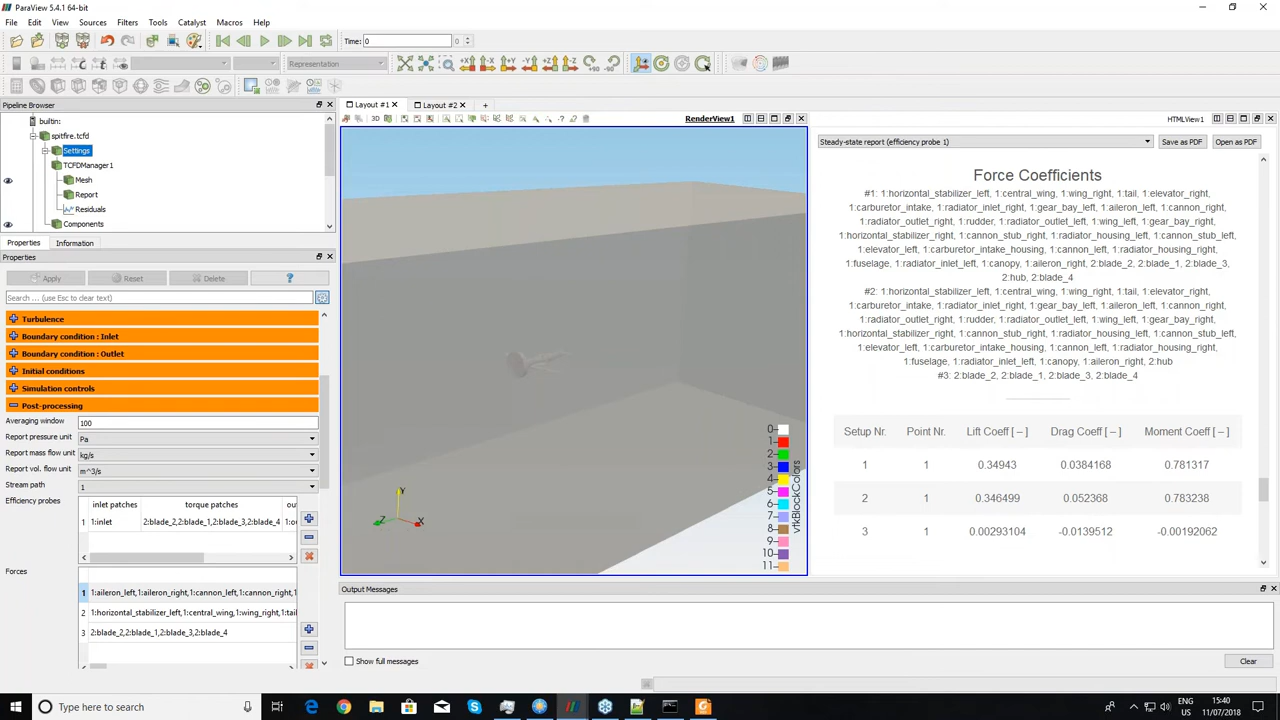 ParaView 5.4.1 64-bit
File Edit View Sources Filters Tools Catalyst Macros Help
Time: 0 0
Representation
Pipeline Browser
builtin:
spitfire.tcfd
Settings
TCFDManager1
Mesh
Report
Residuals
Components
Properties Information
Properties
Apply Reset Delete ?
Search ... (use Esc to clear text)
Turbulence
Boundary condition : Inlet
Boundary condition : Outlet
Initial conditions
Simulation controls
Post-processing
Averaging window 100
Report pressure unit Pa
Report mass flow unit kg/s
Report vol. flow unit m^3/s
Stream path 1
Efficiency probes
inlet patches torque patches
1 1:inlet 2:blade_2,2:blade_1,2:blade_3,2:blade_4
Forces
1 1:aileron_left,1:aileron_right,1:cannon_left,1:cannon_right,1
2 1:horizontal_stabilizer_left,1:central_wing,1:wing_right,1:tail
3 2:blade_2,2:blade_1,2:blade_3,2:blade_4
Layout #1 Layout #2 +
3D
RenderView1
Y
Z
X
0
1
2
3
4
5
6
7
8
9
10
11
vtkBlockColors
HTMLView1
Steady-state report (efficiency probe 1) Save as PDF Open as PDF
Force Coefficients
#1: 1:horizontal_stabilizer_left, 1:central_wing, 1:wing_right, 1:tail, 1:elevator_right,
1:carburetor_intake, 1:radiator_inlet_right, 1:gear_bay_left, 1:aileron_left, 1:cannon_right,
1:radiator_outlet_right, 1:rudder, 1:radiator_outlet_left, 1:wing_left, 1:gear_bay_right,
1:horizontal_stabilizer_right, 1:cannon_stub_right, 1:radiator_housing_left, 1:cannon_stub_left,
1:elevator_left, 1:carburetor_intake_housing, 1:cannon_left, 1:radiator_housing_right,
1:fuselage, 1:radiator_inlet_left, 1:canopy, 1:aileron_right, 2:blade_2, 2:blade_1, 2:blade_3,
2:hub, 2:blade_4
#2: 1:horizontal_stabilizer_left, 1:central_wing, 1:wing_right, 1:tail, 1:elevator_right,
1:carburetor_intake, 1:radiator_inlet_right, 1:gear_bay_left, 1:aileron_left, 1:cannon_right,
1:radiator_outlet_right, 1:rudder, 1:radiator_outlet_left, 1:wing_left, 1:gear_bay_right,
1:horizontal_stabilizer_right, 1:cannon_stub_right, 1:radiator_housing_left, 1:cannon_stub_left,
1:elevator_left, 1:carburetor_intake_housing, 1:cannon_left, 1:radiator_housing_right,
1:fuselage, 1:radiator_inlet_left, 1:canopy, 1:aileron_right, 2:hub
#3: 2:blade_2, 2:blade_1, 2:blade_3, 2:blade_4
Setup Nr. Point Nr. Lift Coeff [ – ] Drag Coeff [ – ] Moment Coeff [ – ]
1 1 0.34943 0.0384168 0.781317
2 1 0.346499 0.052368 0.783238
3 1 0.00293104 -0.0139512 -0.00192062
Output Messages
Show full messages Clear
Type here to search
ENG 15:40
11/07/2018